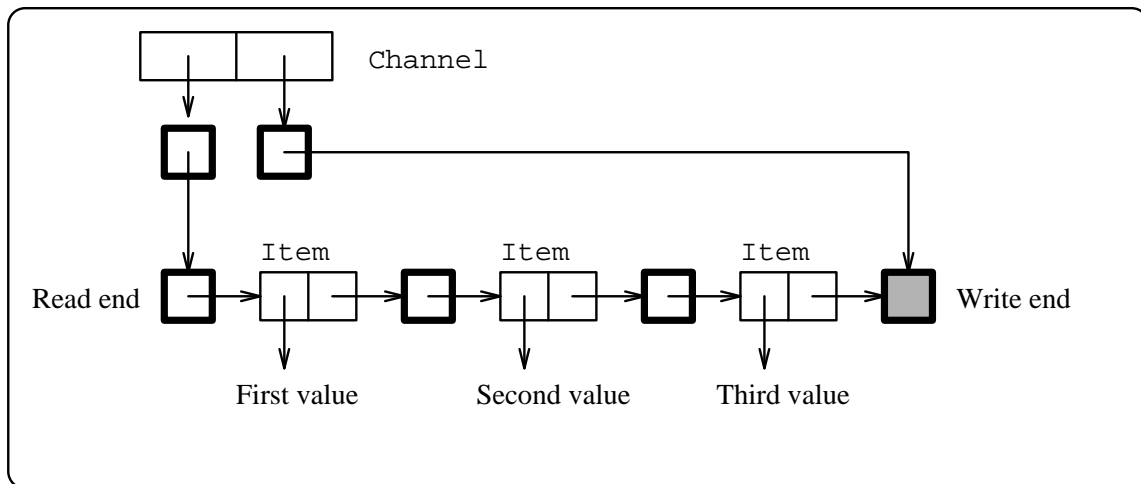 Channel
Item Item Item
Read end Write end
First value Second value Third value